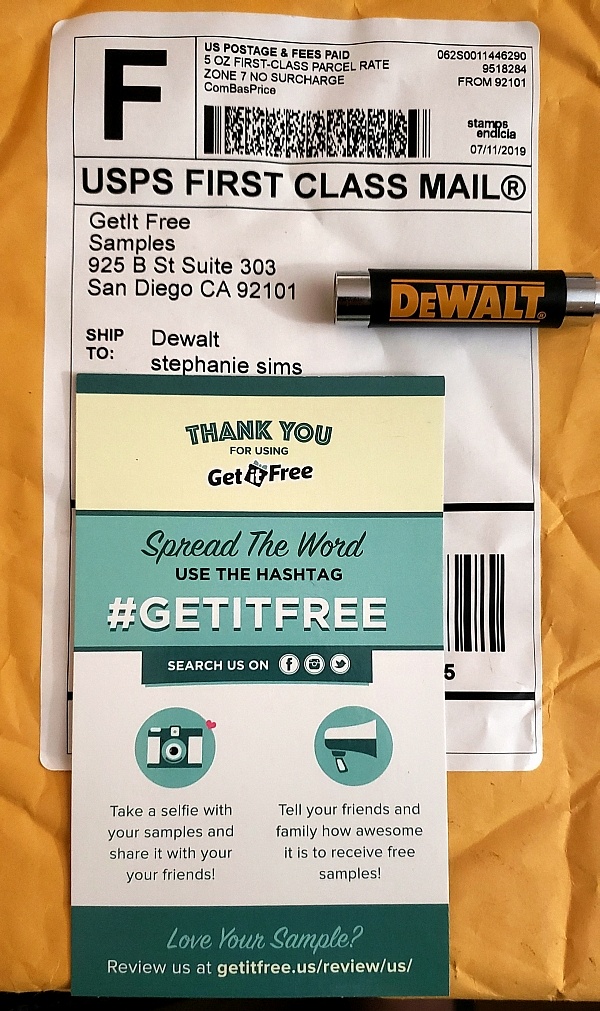 F
US POSTAGE & FEES PAID
5 OZ FIRST-CLASS PARCEL RATE
ZONE 7 NO SURCHARGE
ComBasPrice
062S0011446290
9518284
FROM 92101
stamps
endicia
07/11/2019
USPS FIRST CLASS MAIL®
GetIt Free
Samples
925 B St Suite 303
San Diego CA 92101
SHIP
TO:
Dewalt
stephanie sims
DEWALT®
THANK YOU
FOR USING
Get it Free
Spread The Word
USE THE HASHTAG
#GETITFREE
SEARCH US ON
5
Take a selfie with
your samples and
share it with your
your friends!
Tell your friends and
family how awesome
it is to receive free
samples!
Love Your Sample?
Review us at getitfree.us/review/us/